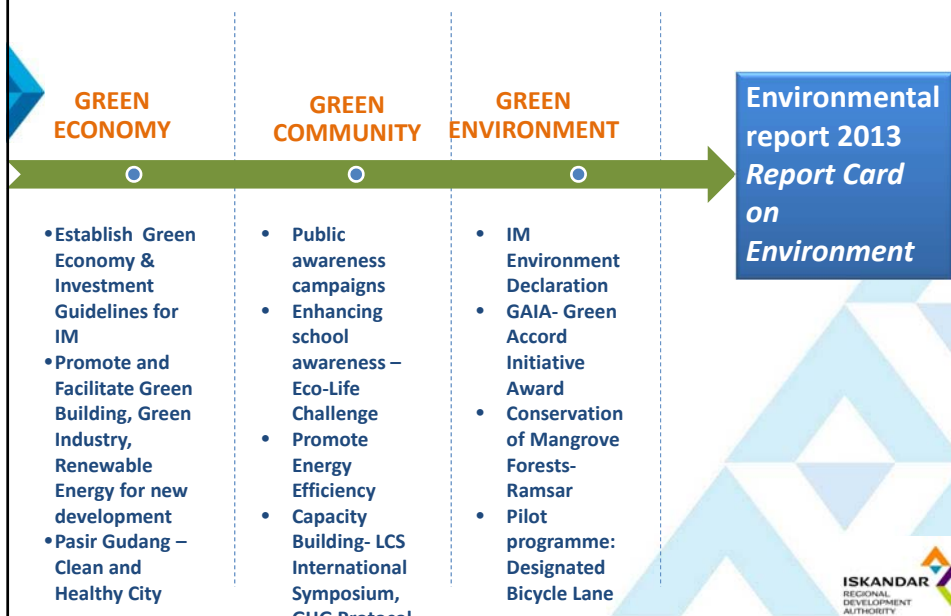 GREEN
ECONOMY
GREEN
COMMUNITY
GREEN
ENVIRONMENT
Environmental
report 2013
Report Card
on
Environment
•Establish Green
Economy &
Investment
Guidelines for
IM
•Promote and
Facilitate Green
Building, Green
Industry,
Renewable
Energy for new
development
•Pasir Gudang –
Clean and
Healthy City
• Public
awareness
campaigns
• Enhancing
school
awareness –
Eco-Life
Challenge
• Promote
Energy
Efficiency
• Capacity
Building- LCS
International
Symposium,
GHG Protocol
• IM
Environment
Declaration
• GAIA- Green
Accord
Initiative
Award
• Conservation
of Mangrove
Forests-
Ramsar
• Pilot
programme:
Designated
Bicycle Lane
ISKANDAR
REGIONAL
DEVELOPMENT
AUTHORITY